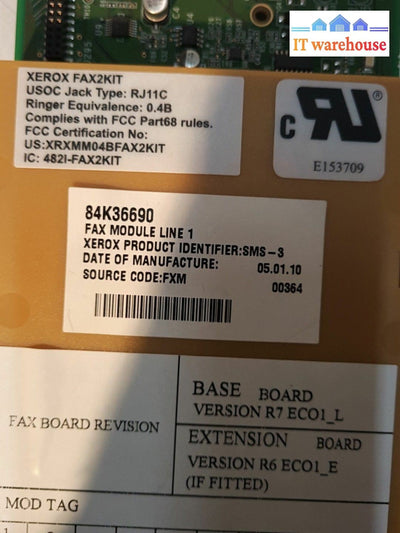 IT warehouse
XEROX FAX2KIT
USOC Jack Type: RJ11C
Ringer Equivalence: 0.4B
Complies with FCC Part68 rules.
FCC Certification No:
US:XRXMM04BFAX2KIT
IC: 482I-FAX2KIT
c RU
E153709
84K36690
FAX MODULE LINE 1
XEROX PRODUCT IDENTIFIER:SMS-3
DATE OF MANUFACTURE: 05.01.10
SOURCE CODE:FXM 00364
FAX BOARD REVISION
BASE BOARD
VERSION R7 ECO1_L
EXTENSION BOARD
VERSION R6 ECO1_E
(IF FITTED)
MOD TAG